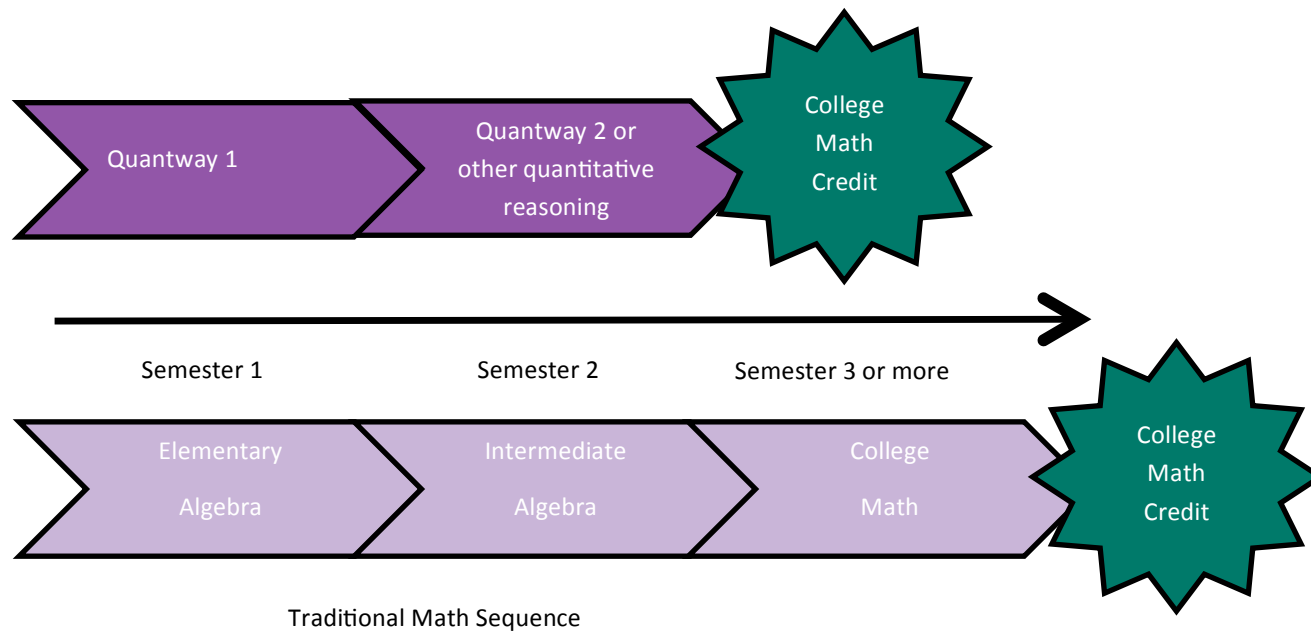 Quantway 1
Quantway 2 or
other quantitative
reasoning
College
Math
Credit
Semester 1
Semester 2
Semester 3 or more
Elementary
Algebra
Intermediate
Algebra
College
Math
College
Math
Credit
Traditional Math Sequence